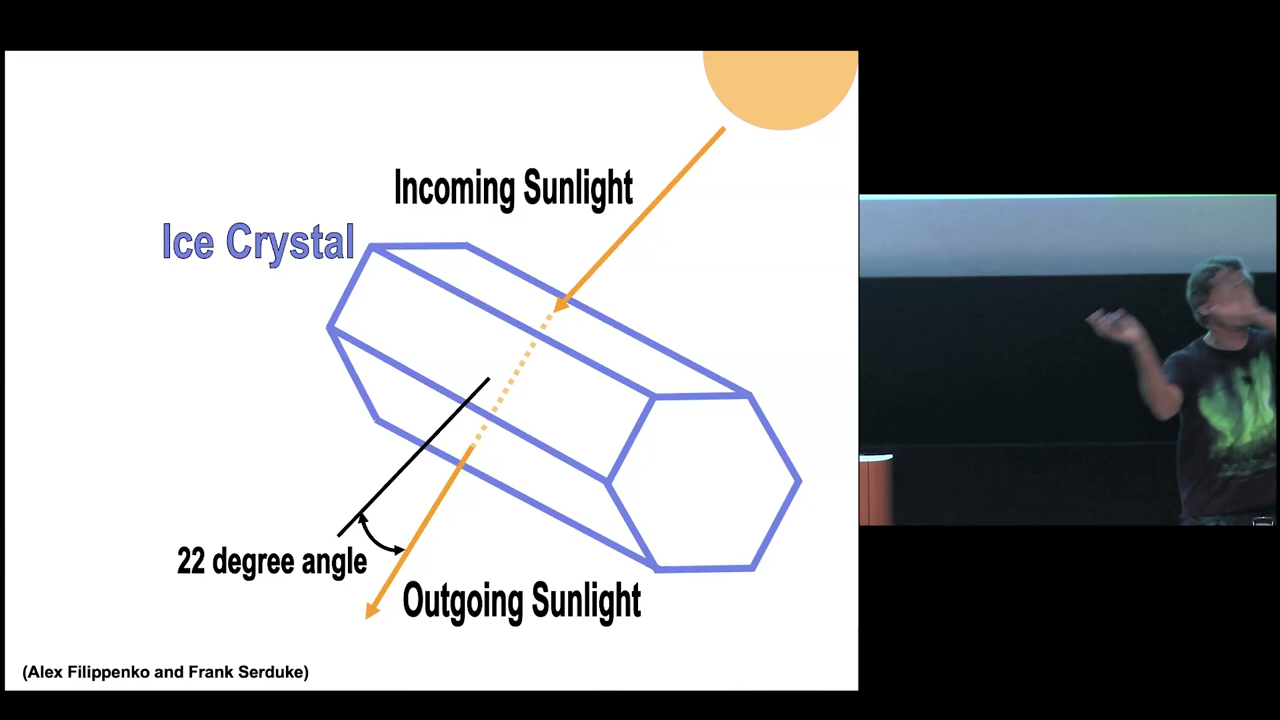 Incoming Sunlight
Ice Crystal
22 degree angle
Outgoing Sunlight
(Alex Filippenko and Frank Serduke)